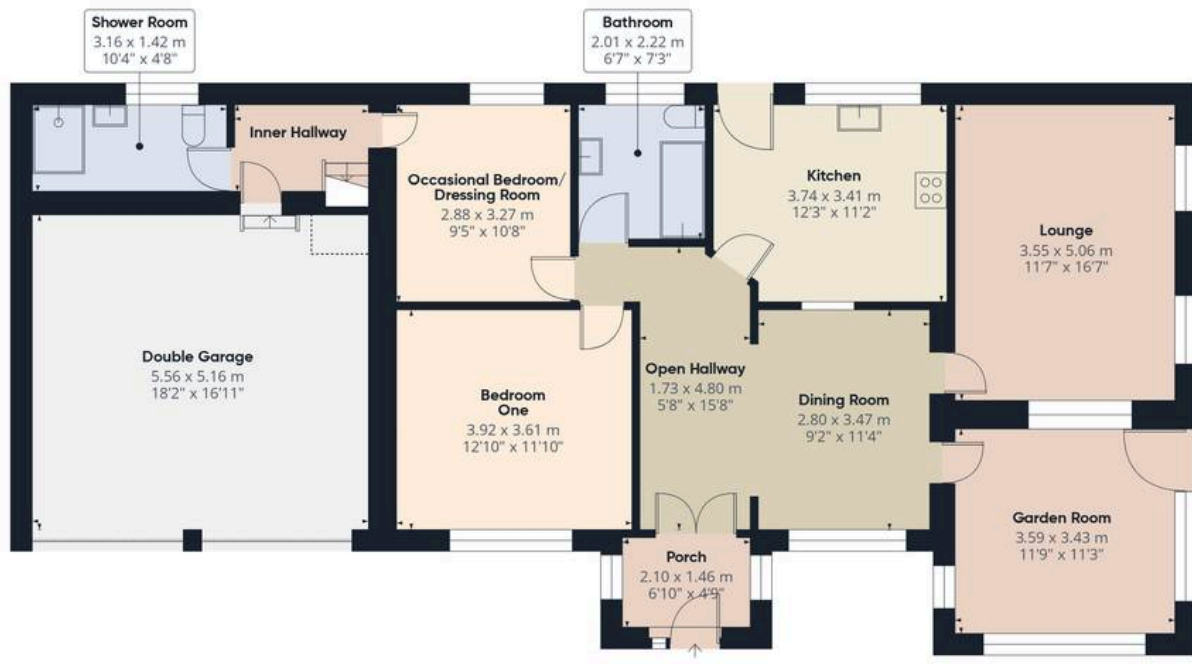 Shower Room
3.16 x 1.42 m
10'4" x 4'8"
Bathroom
2.01 x 2.22 m
6'7" x 7'3"
Inner Hallway
Occasional Bedroom/
Dressing Room
2.88 x 3.27 m
9'5" x 10'8"
Kitchen
3.74 x 3.41 m
12'3" x 11'2"
Lounge
3.55 x 5.06 m
11'7" x 16'7"
Double Garage
5.56 x 5.16 m
18'2" x 16'11"
Bedroom
One
3.92 x 3.61 m
12'10" x 11'10"
Open Hallway
1.73 x 4.80 m
5'8" x 15'8"
Dining Room
2.80 x 3.47 m
9'2" x 11'4"
Garden Room
3.59 x 3.43 m
11'9" x 11'3"
Porch
2.10 x 1.46 m
6'10" x 4'9"